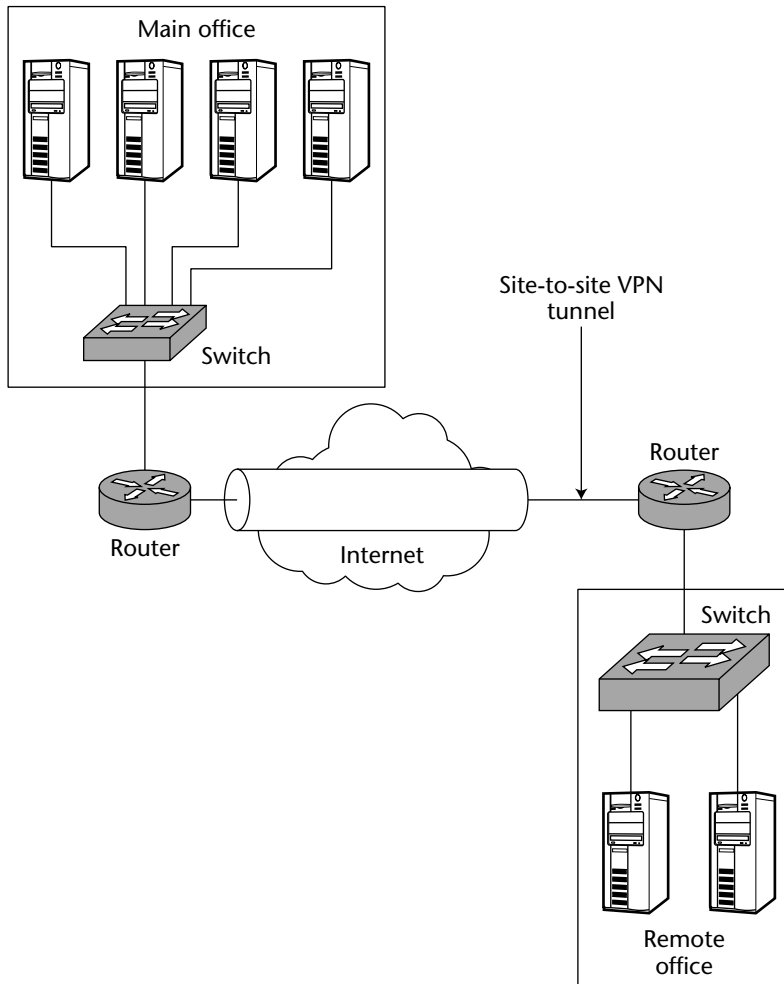 Main office
Switch
Site-to-site VPN
tunnel
Router
Router
Internet
Switch
Remote
office